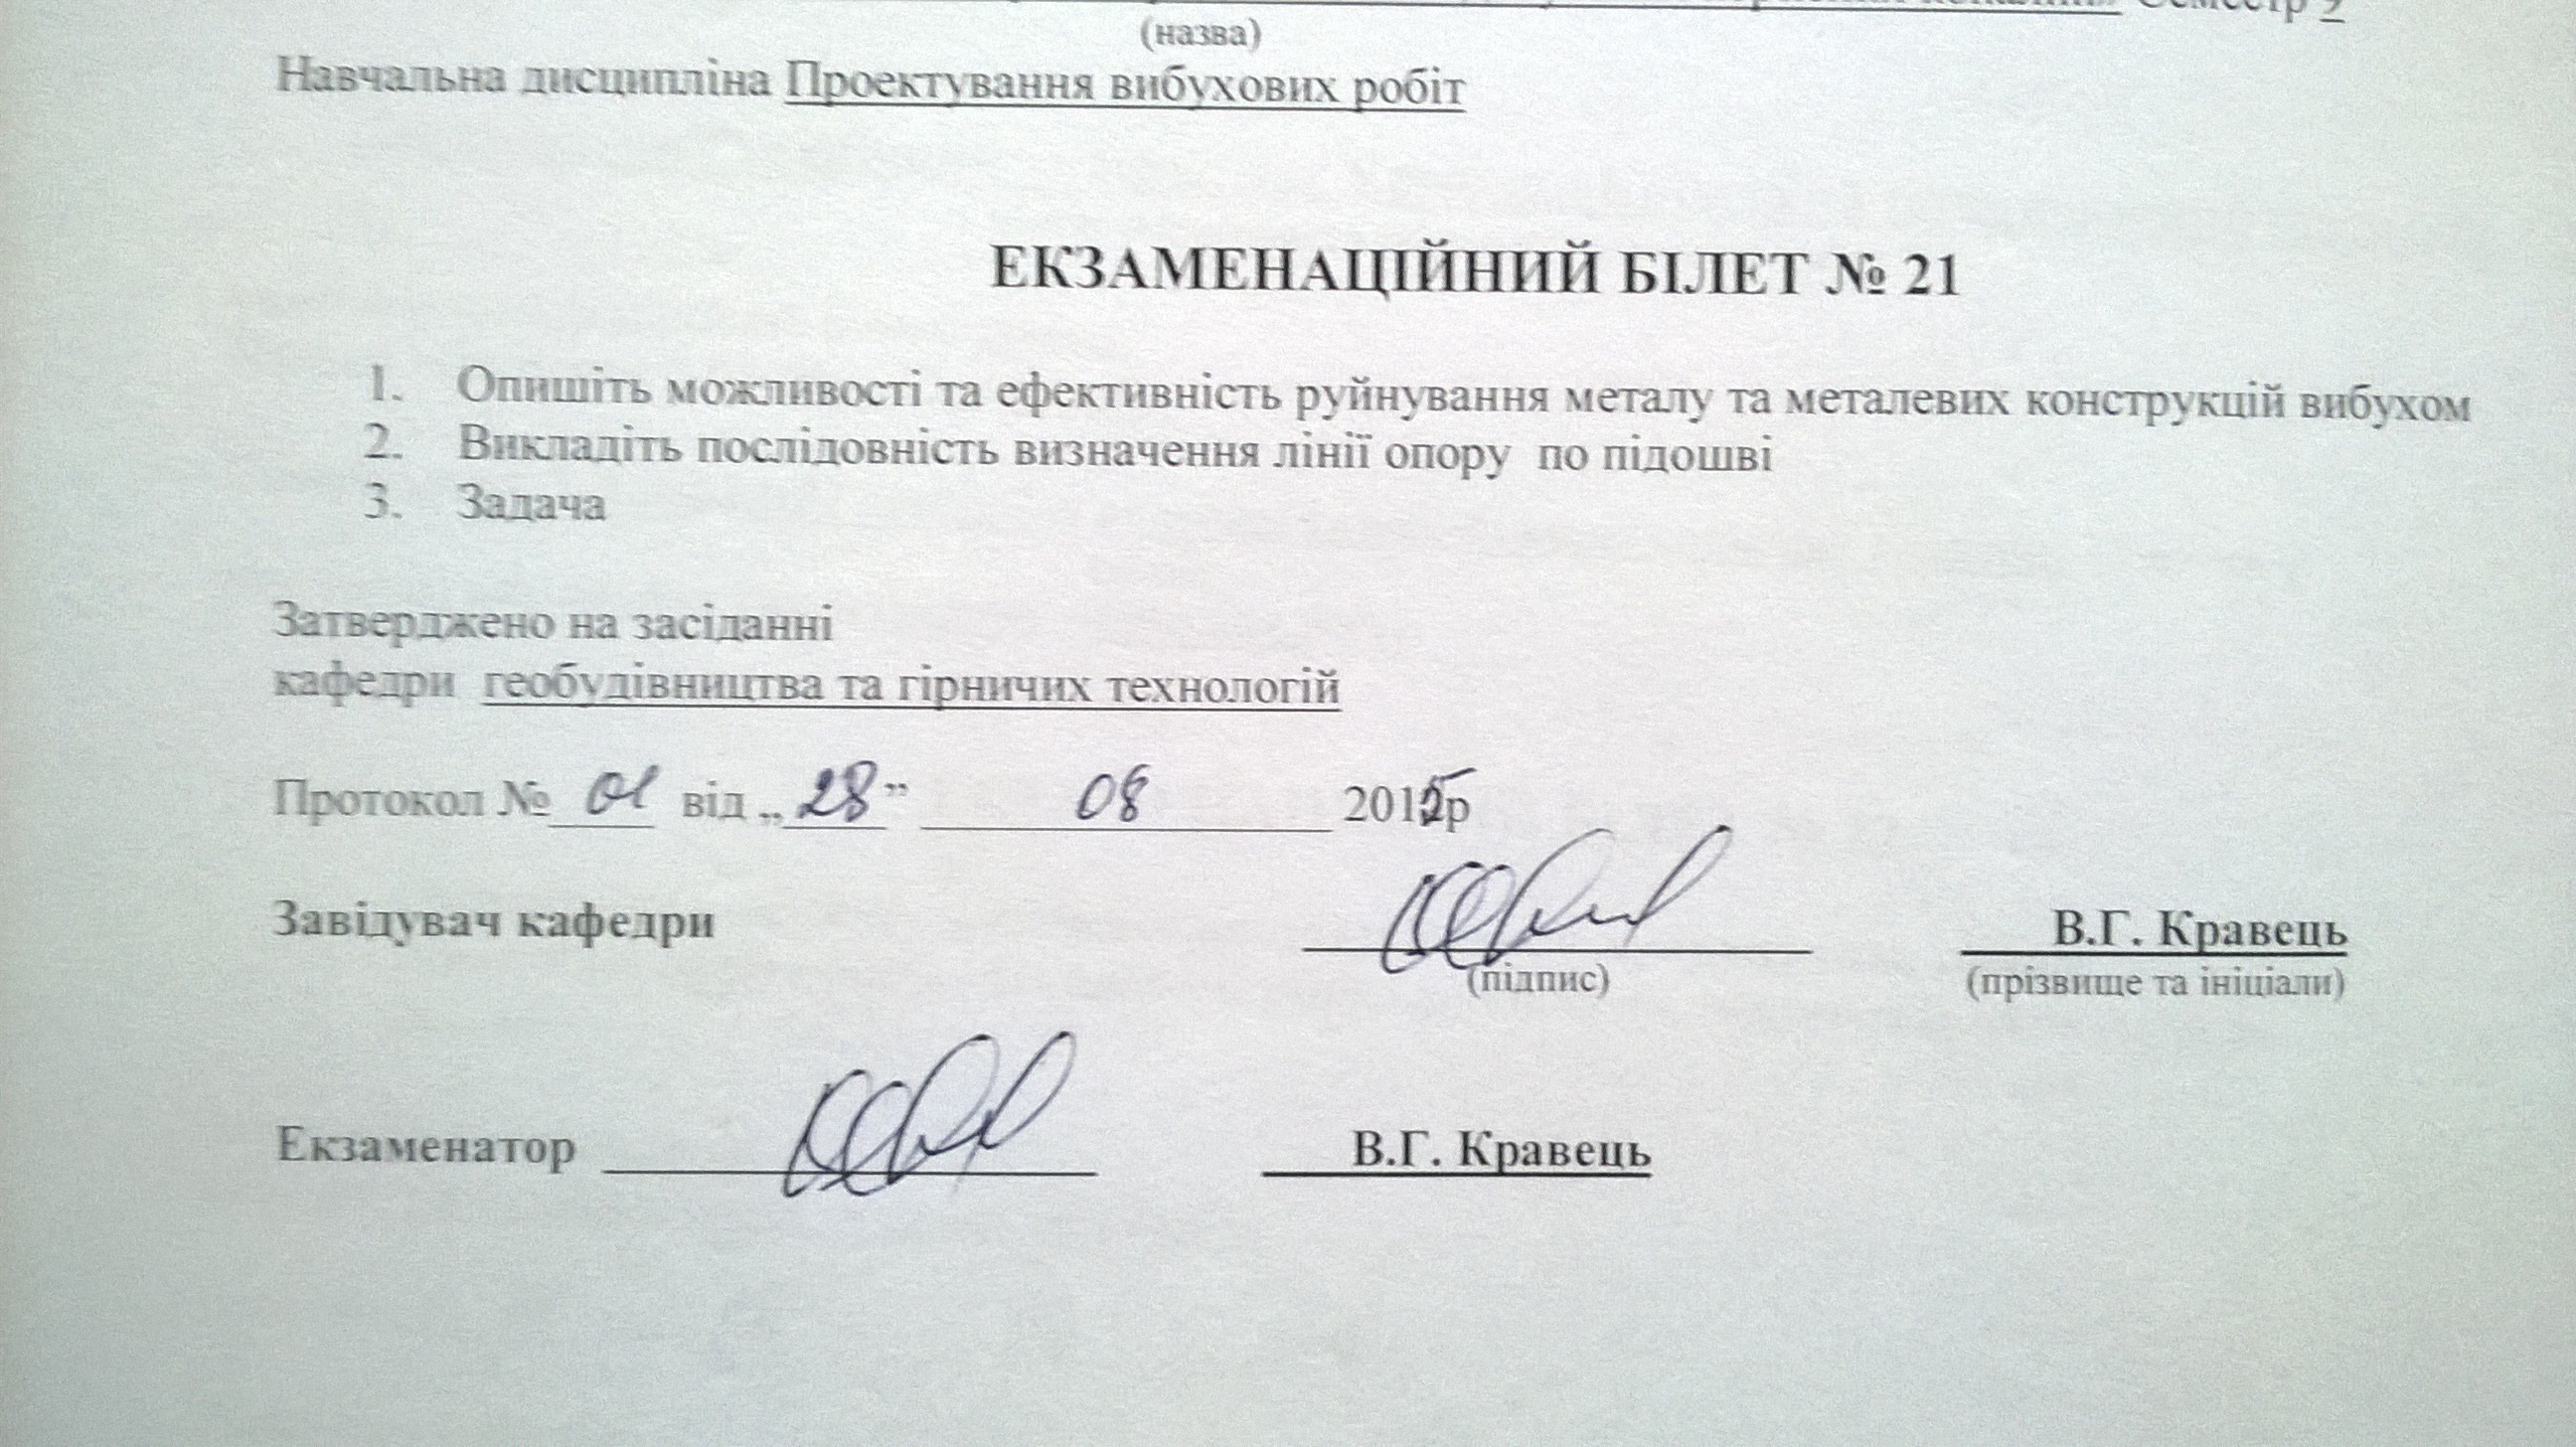 Семестр 9
(назва)
Навчальна дисципліна Проектування вибухових робіт
ЕКЗАМЕНАЦІЙНИЙ БІЛЕТ № 21
1. Опишіть можливості та ефективність руйнування металу та металевих конструкцій вибухом
2. Викладіть послідовність визначення лінії опору по підошві
3. Задача
Затверджено на засіданні
кафедри геобудівництва та гірничих технологій
Протокол № 01 від „ 28 ” 08 2015р
Завідувач кафедри В.Г. Кравець
(підпис) (прізвище та ініціали)
Екзаменатор В.Г. Кравець